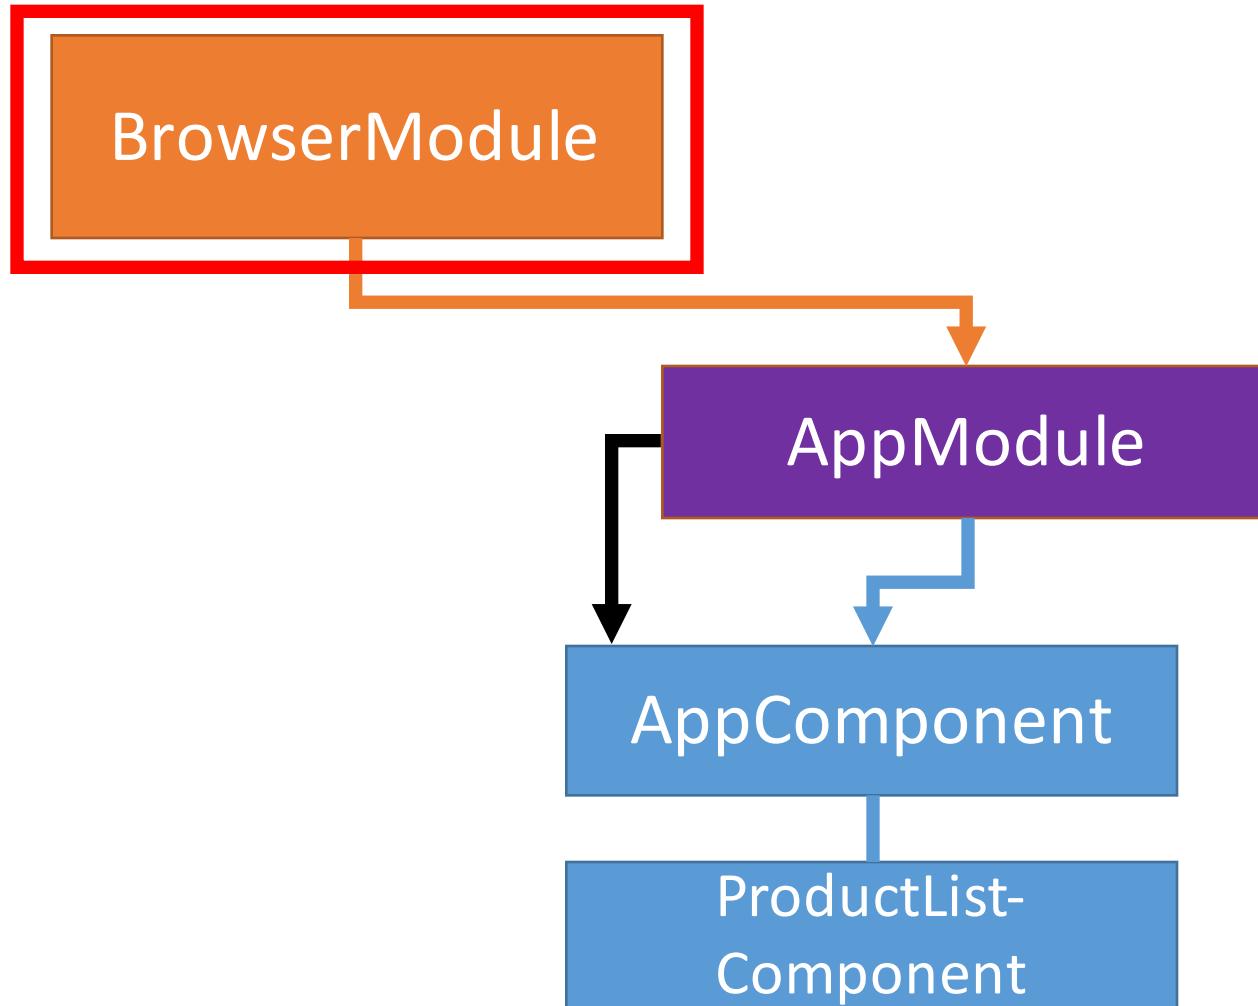 BrowserModule
AppModule
AppComponent
ProductList-
Component